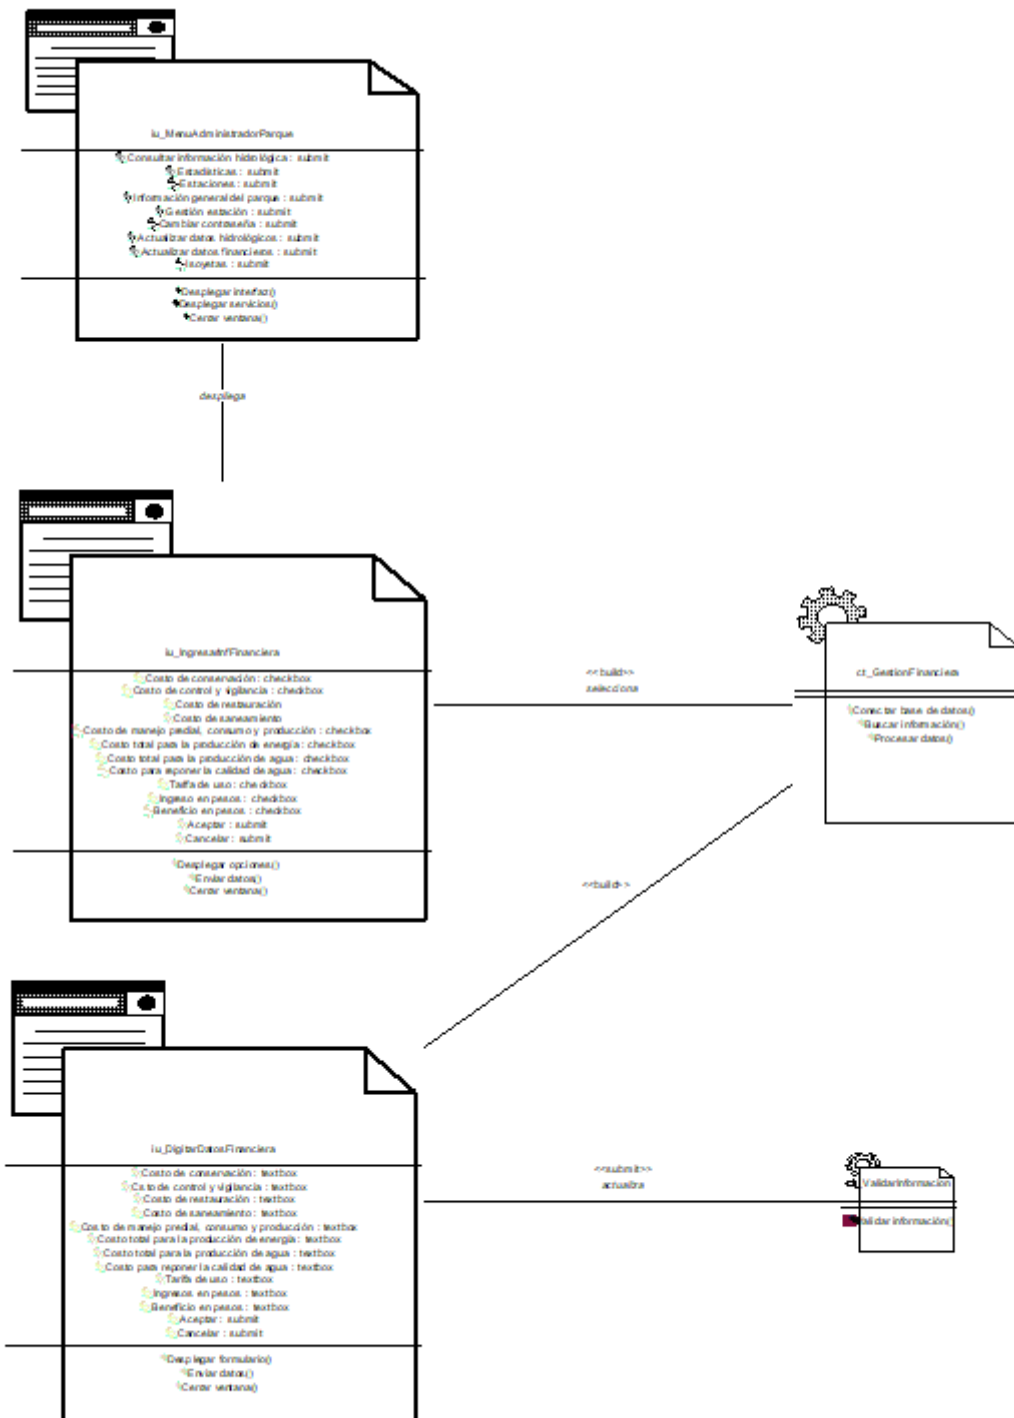 iu_MenuAdministradorParque
Consultar información hidrológica : submit
Estadísticas : submit
Estaciones : submit
Información general del parque : submit
Gestión estación : submit
Cambiar contraseña : submit
Actualizar datos hidrológicos : submit
Actualizar datos financieros : submit
Isoyetas : submit
Desplegar interfaz()
Desplegar servicios()
Cerrar ventana()
despliega
iu_IngresarInfFinanciera
Costo de conservación : checkbox
Costo de control y vigilancia : checkbox
Costo de restauración
Costo de saneamiento
Costo de manejo predial, consumo y producción : checkbox
Costo total para la producción de energía : checkbox
Costo total para la producción de agua : checkbox
Costo para reponer la calidad de agua : checkbox
Tarifa de uso : checkbox
Ingreso en pesos : checkbox
Beneficio en pesos : checkbox
Aceptar : submit
Cancelar : submit
Desplegar opciones()
Enviar datos()
Cerrar ventana()
<<build>>
selecciona
ct_GestionFinanciera
Conectar base de datos()
Buscar información()
Procesar datos()
<<build>>
iu_DigitarDatosFinanciera
Costo de conservación : textbox
Costo de control y vigilancia : textbox
Costo de restauración : textbox
Costo de saneamiento : textbox
Costo de manejo predial, consumo y producción : textbox
Costo total para la producción de energía : textbox
Costo total para la producción de agua : textbox
Costo para reponer la calidad de agua : textbox
Tarifa de uso : textbox
Ingresos en pesos : textbox
Beneficio en pesos : textbox
Aceptar : submit
Cancelar : submit
Desplegar formulario()
Enviar datos()
Cerrar ventana()
<<submit>>
actualiza
ValidarInformacion
Validar información()